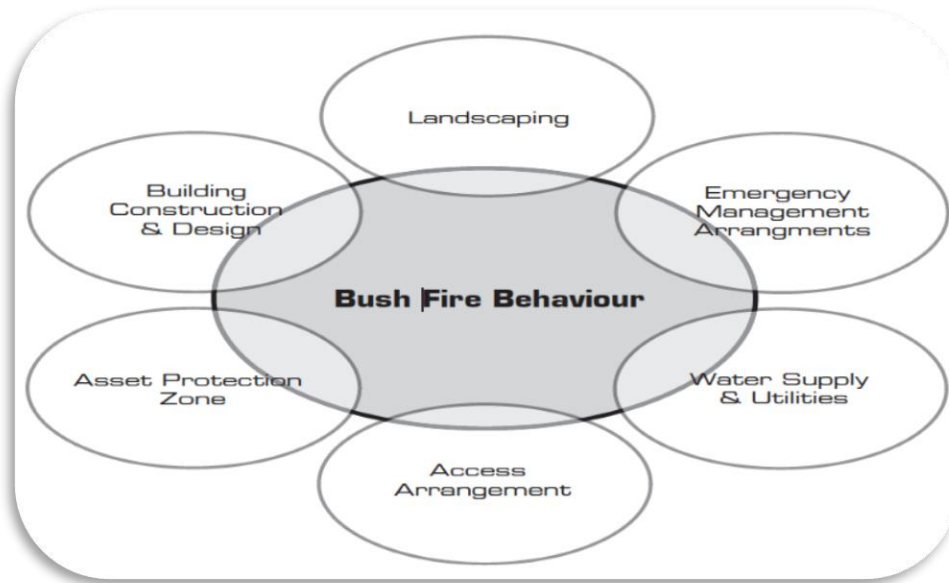 Landscaping
Building
Construction
& Design
Emergency
Management
Arrangments
Bush Fire Behaviour
Asset Protection
Zone
Water Supply
& Utilities
Access
Arrangement